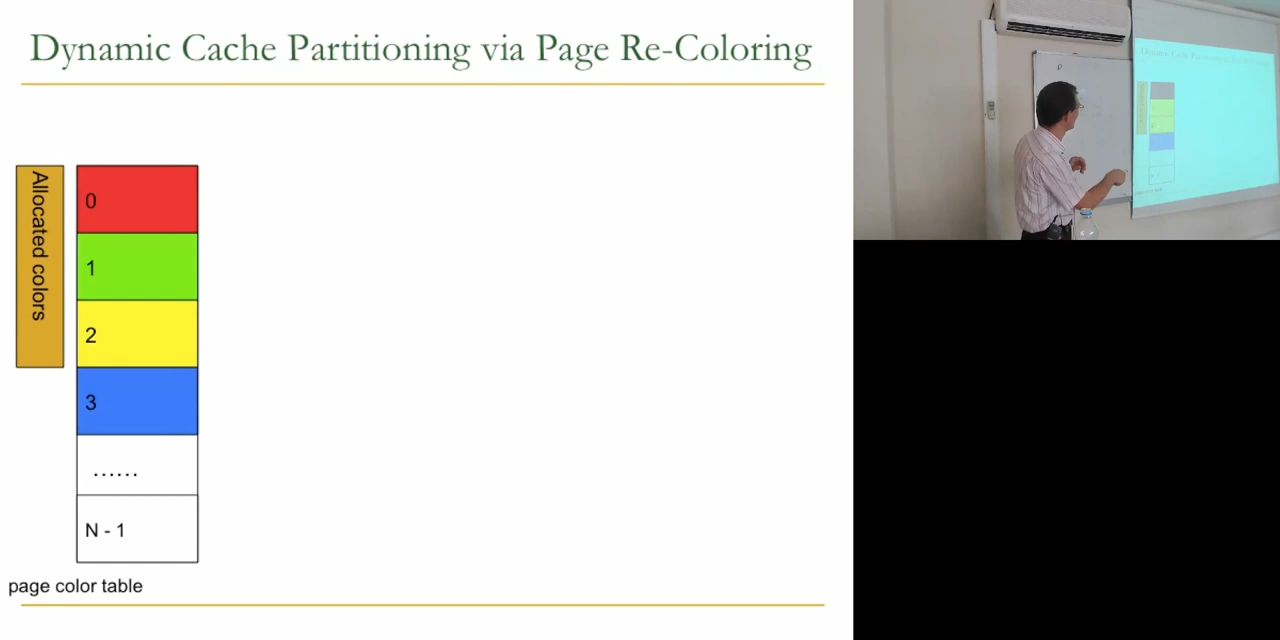 Dynamic Cache Partitioning via Page Re-Coloring
Allocated colors
0
1
2
3
......
N - 1
page color table